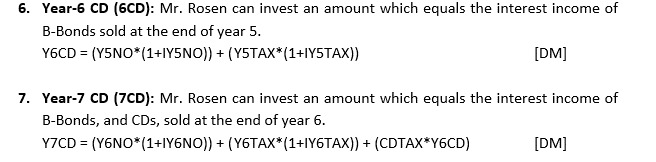 6. Year-6 CD (6CD): Mr. Rosen can invest an amount which equals the interest income of
B-Bonds sold at the end of year 5.
Y6CD = (Y5NO*(1+IY5NO)) + (Y5TAX*(1+IY5TAX)) [DM]
7. Year-7 CD (7CD): Mr. Rosen can invest an amount which equals the interest income of
B-Bonds, and CDs, sold at the end of year 6.
Y7CD = (Y6NO*(1+IY6NO)) + (Y6TAX*(1+IY6TAX)) + (CDTAX*Y6CD) [DM]